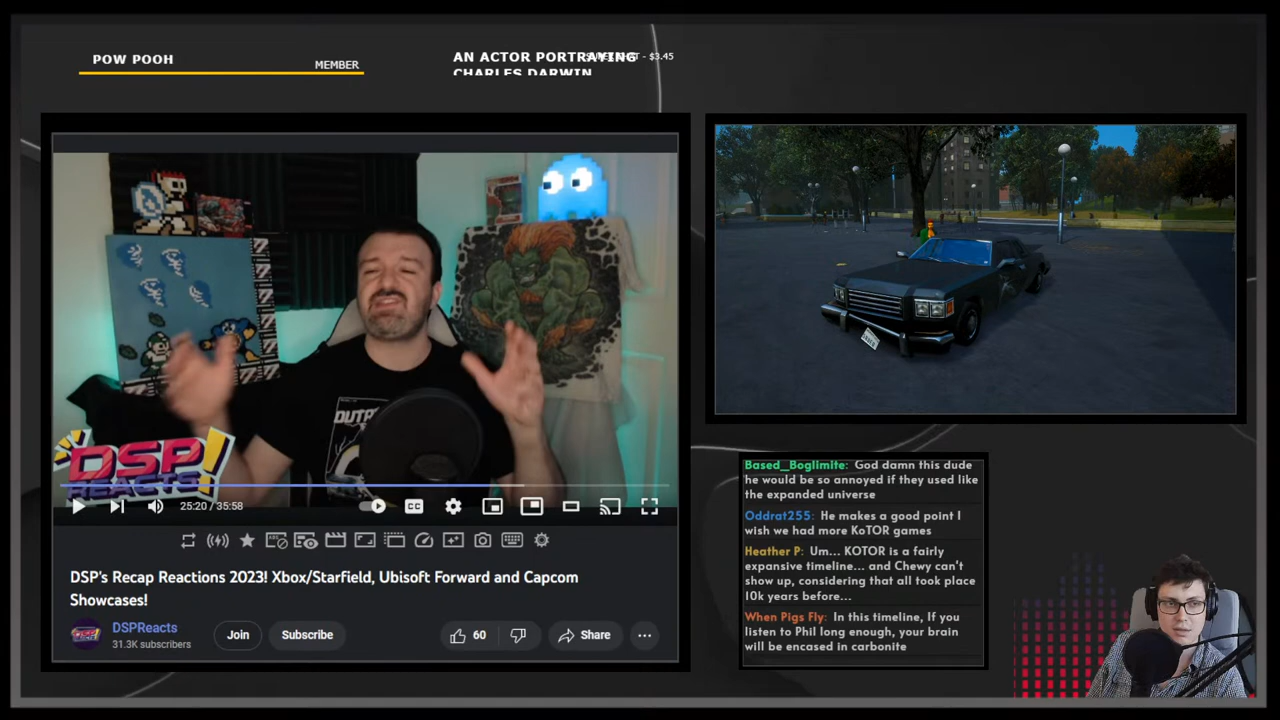 POW POOH
MEMBER
AN ACTOR PORTRAYING
CHARLES DARWIN
- $3.45
OUTR
DSP!
REACTS
25:20 / 35:58
CC
DSP's Recap Reactions 2023! Xbox/Starfield, Ubisoft Forward and Capcom
Showcases!
DSPReacts
31.3K subscribers
Join
Subscribe
60
Share
Based__Boglimite: God damn this dude
he would be so annoyed if they used like
the expanded universe
Oddrat255: He makes a good point I
wish we had more KoTOR games
Heather P: Um... KOTOR is a fairly
expansive timeline... and Chewy can't
show up, considering that all took place
10k years before...
When Pigs Fly: In this timeline, If you
listen to Phil long enough, your brain
will be encased in carbonite